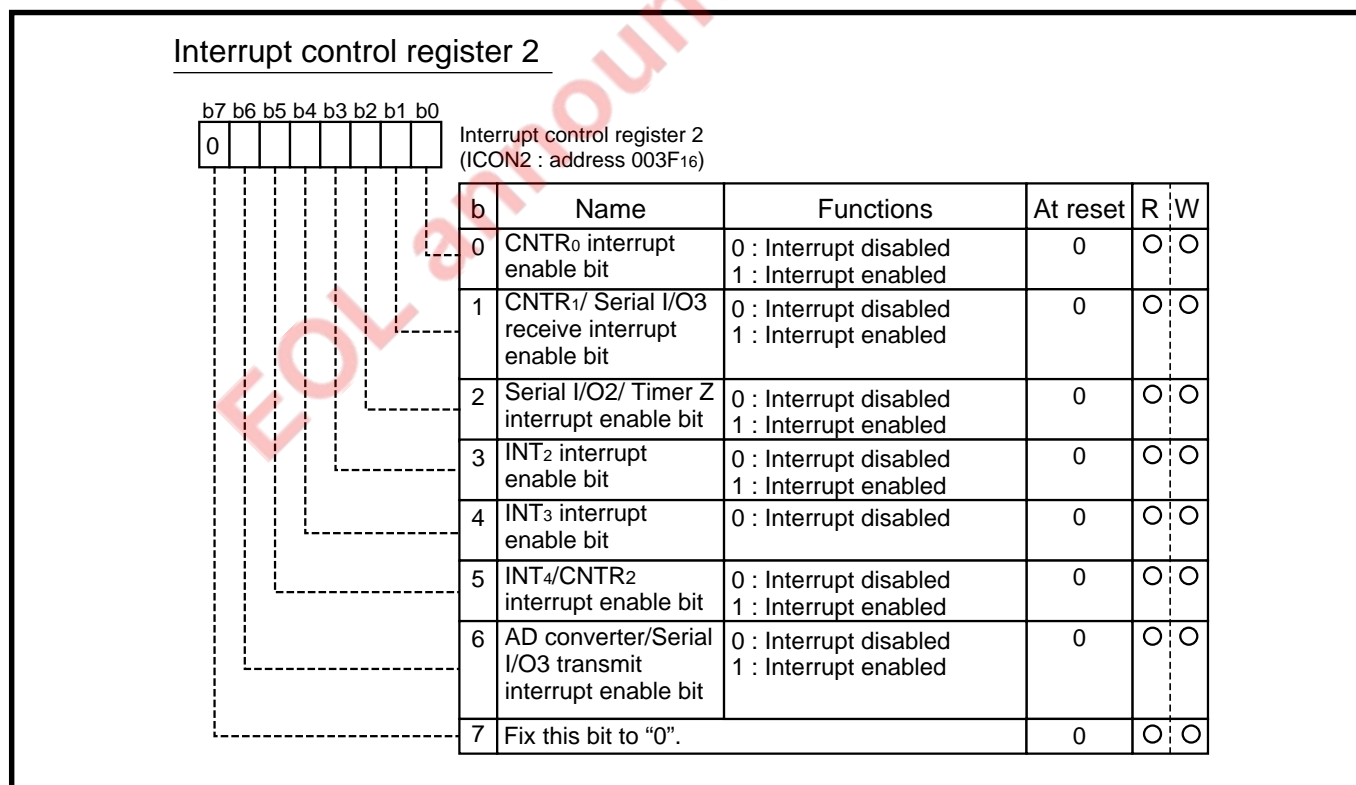 Interrupt control register 2
b7 b6 b5 b4 b3 b2 b1 b0
0
Interrupt control register 2
(ICON2 : address 003F16)
b Name Functions At reset R W
0 CNTR0 interrupt enable bit 0 : Interrupt disabled 0 ○ ○
1 : Interrupt enabled
1 CNTR1/ Serial I/O3 0 : Interrupt disabled 0 ○ ○
receive interrupt 1 : Interrupt enabled
enable bit
2 Serial I/O2/ Timer Z 0 : Interrupt disabled 0 ○ ○
interrupt enable bit 1 : Interrupt enabled
3 INT2 interrupt 0 : Interrupt disabled 0 ○ ○
enable bit 1 : Interrupt enabled
4 INT3 interrupt 0 : Interrupt disabled 0 ○ ○
enable bit
5 INT4/CNTR2 0 : Interrupt disabled 0 ○ ○
interrupt enable bit 1 : Interrupt enabled
6 AD converter/Serial 0 : Interrupt disabled 0 ○ ○
I/O3 transmit 1 : Interrupt enabled
interrupt enable bit
7 Fix this bit to “0”. 0 ○ ○
EOL